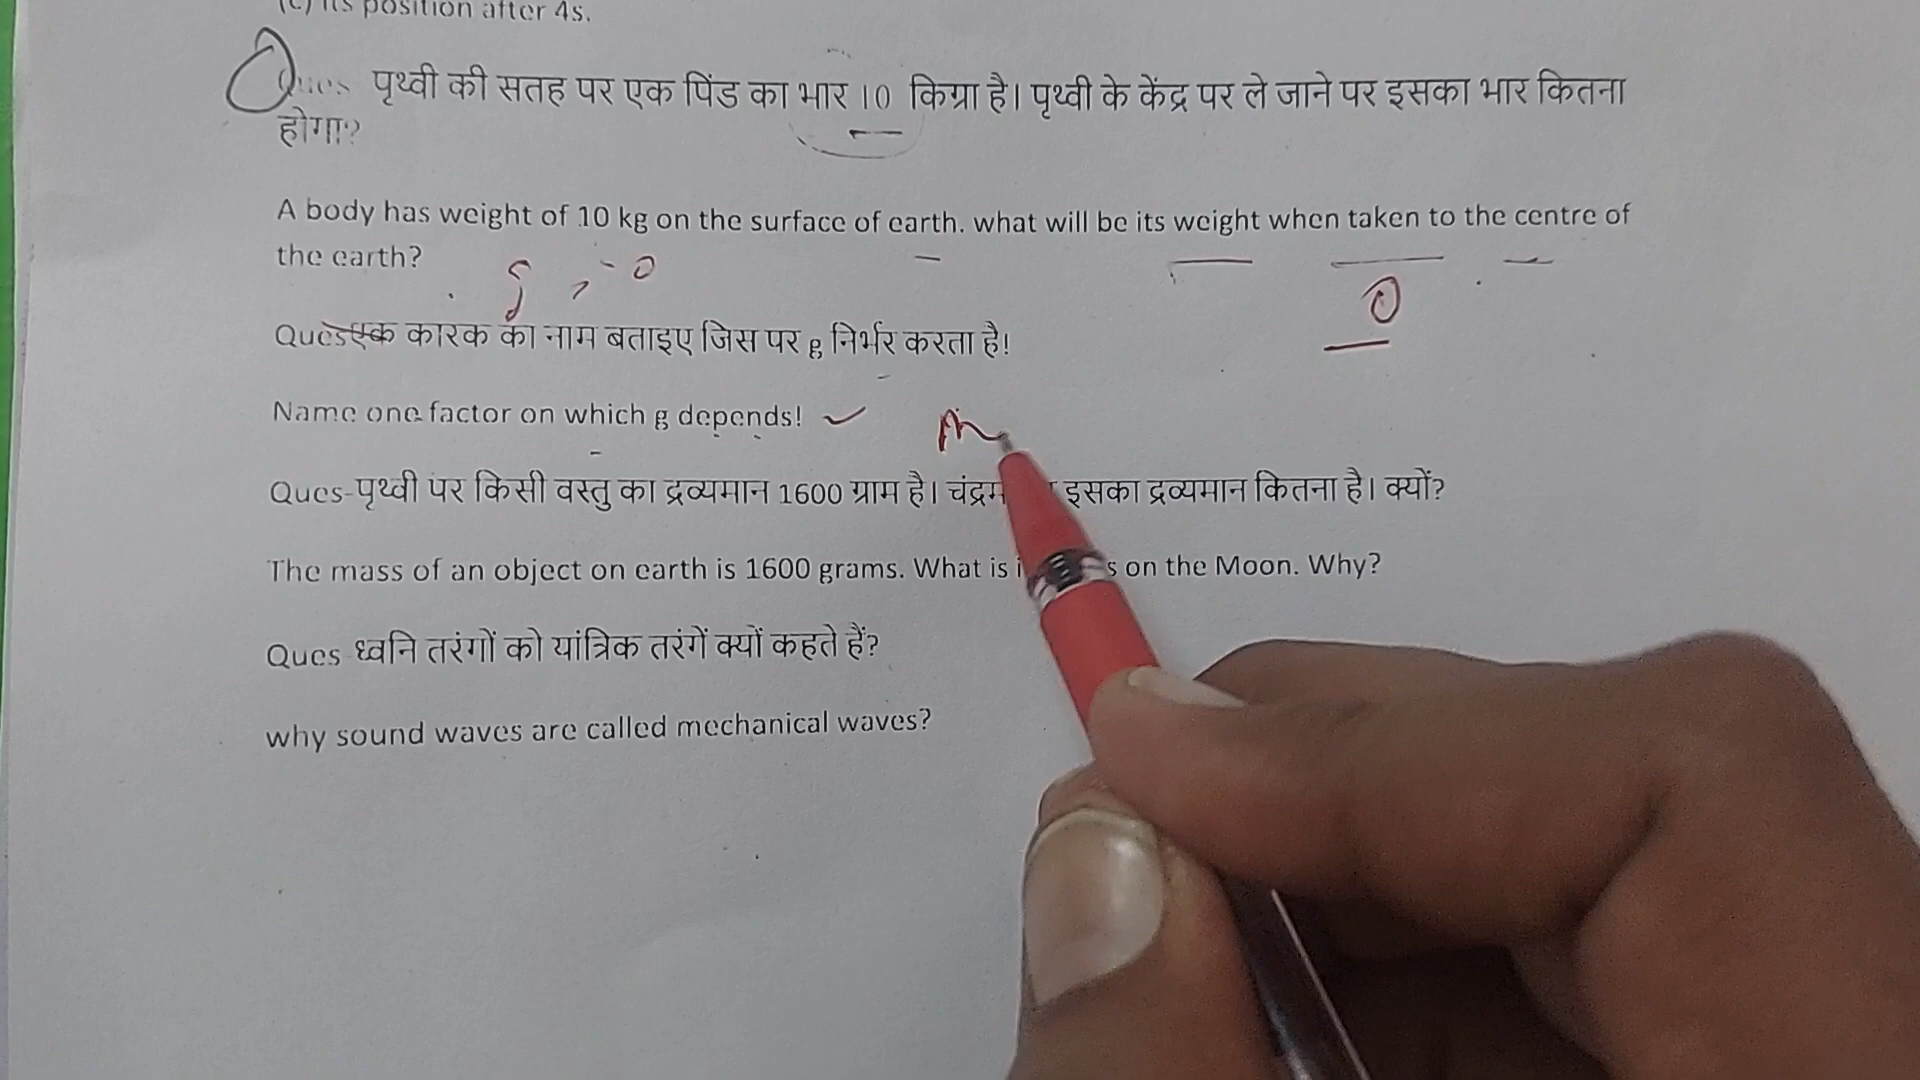 (c) its position after 4s.
Ques पृथ्वी की सतह पर एक पिंड का भार 10 किग्रा है। पृथ्वी के केंद्र पर ले जाने पर इसका भार कितना
होगा?
A body has weight of 10 kg on the surface of earth. what will be its weight when taken to the centre of
the earth?
g = 0
0
Quesएक कारक का नाम बताइए जिस पर g निर्भर करता है!
Name one factor on which g depends!
Ques-पृथ्वी पर किसी वस्तु का द्रव्यमान 1600 ग्राम है। इसका द्रव्यमान कितना है। क्यों?
The mass of an object on earth is 1600 grams. What is on the Moon. Why?
Ques ध्वनि तरंगों को यांत्रिक तरंगें क्यों कहते हैं?
why sound waves are called mechanical waves?